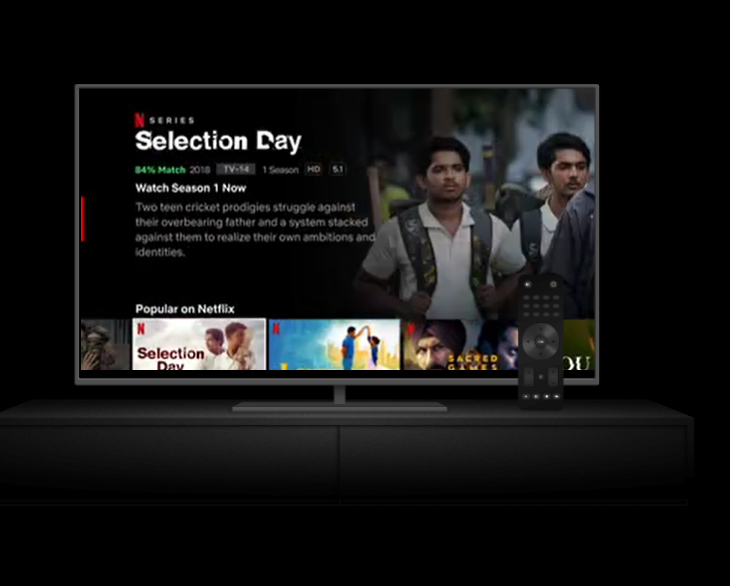 N SERIES
Selection Day
84% Match 2018 TV-14 1 Season HD 5.1
Watch Season 1 Now
Two teen cricket prodigies struggle against
their overbearing father and a system stacked
against them to realize their own ambitions and
identities.
Popular on Netflix
N N N
Selection
Day
SACRED
GAMES